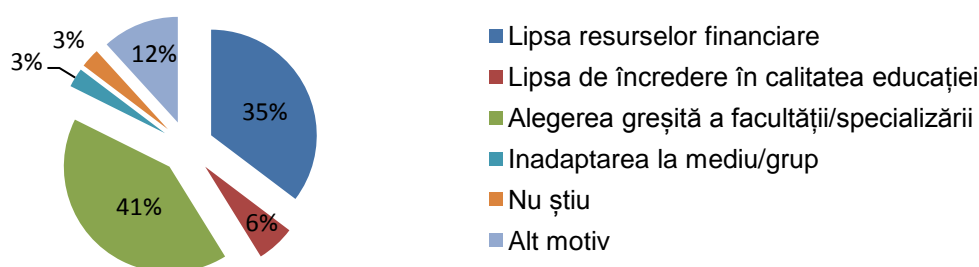 3%
3%
12%
35%
6%
41%
Lipsa resurselor financiare
Lipsa de încredere în calitatea educației
Alegerea greșită a facultății/specializării
Inadaptarea la mediu/grup
Nu știu
Alt motiv